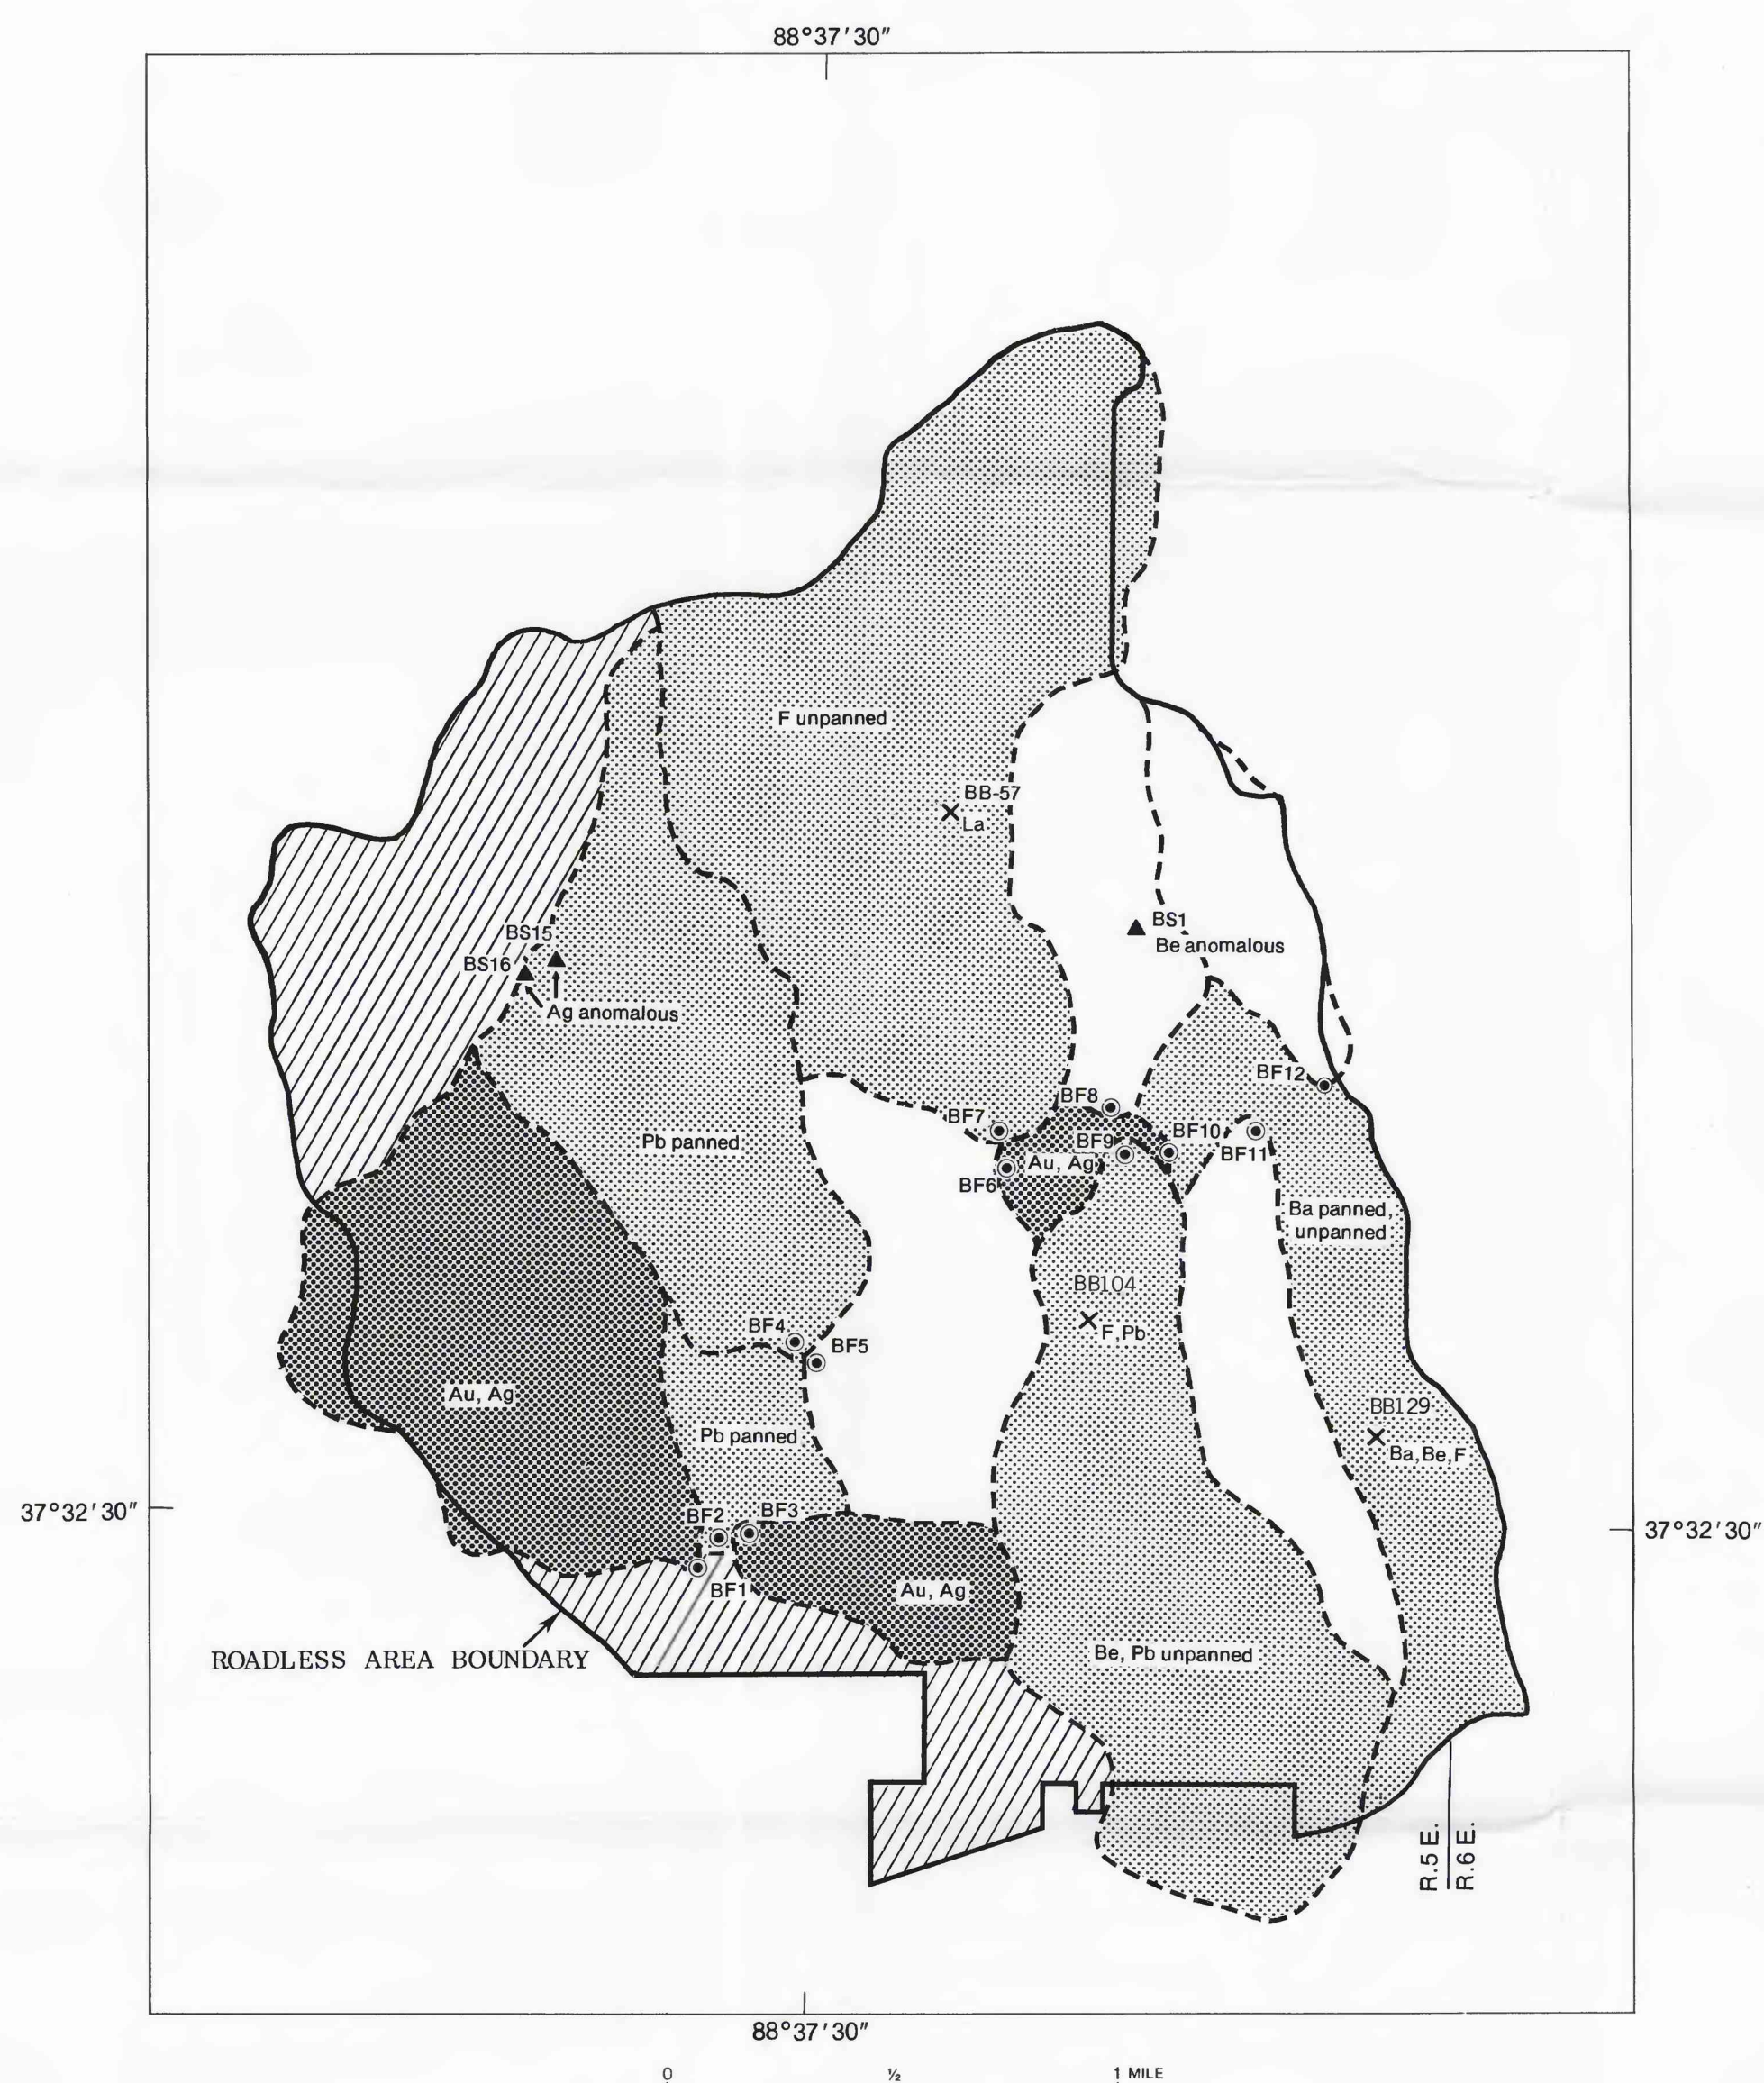 88°37'30"
F unpanned
BB-57
La
BS1
Be anomalous
BS15
BS16
Ag anomalous
BF12
BF8
BF7
BF10
BF9
BF11
Au, Ag
BF6
Pb panned
Ba panned,
unpanned
BB104
F,Pb
BF4
BF5
Au, Ag
BB129
Ba,Be,F
Pb panned
37°32'30"
BF2
BF3
37°32'30"
BF1
Au, Ag
ROADLESS AREA BOUNDARY
Be, Pb unpanned
R.5 E.
R.6 E.
88°37'30"
0 ½ 1 MILE